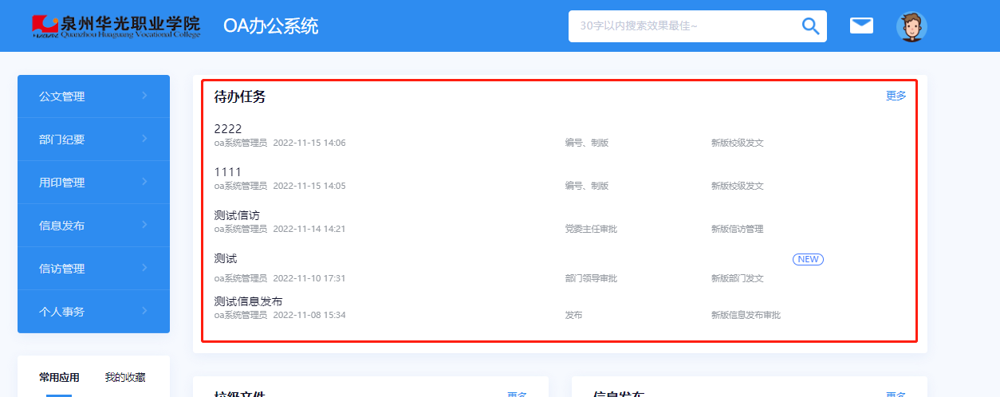 泉州华光职业学院
Quanzhou Huaguang Vocational College
OA办公系统
30字以内搜索效果最佳~
公文管理
部门纪要
用印管理
信息发布
信访管理
个人事务
常用应用 我的收藏
待办任务 更多
2222
oa系统管理员 2022-11-15 14:06 编号、制版 新版校级发文
1111
oa系统管理员 2022-11-15 14:05 编号、制版 新版校级发文
测试信访
oa系统管理员 2022-11-14 14:21 党委主任审批 新版信访管理
测试 NEW
oa系统管理员 2022-11-10 17:31 部门领导审批 新版部门发文
测试信息发布
oa系统管理员 2022-11-08 15:34 发布 新版信息发布审批
校级文件 更多 信息发布 更多